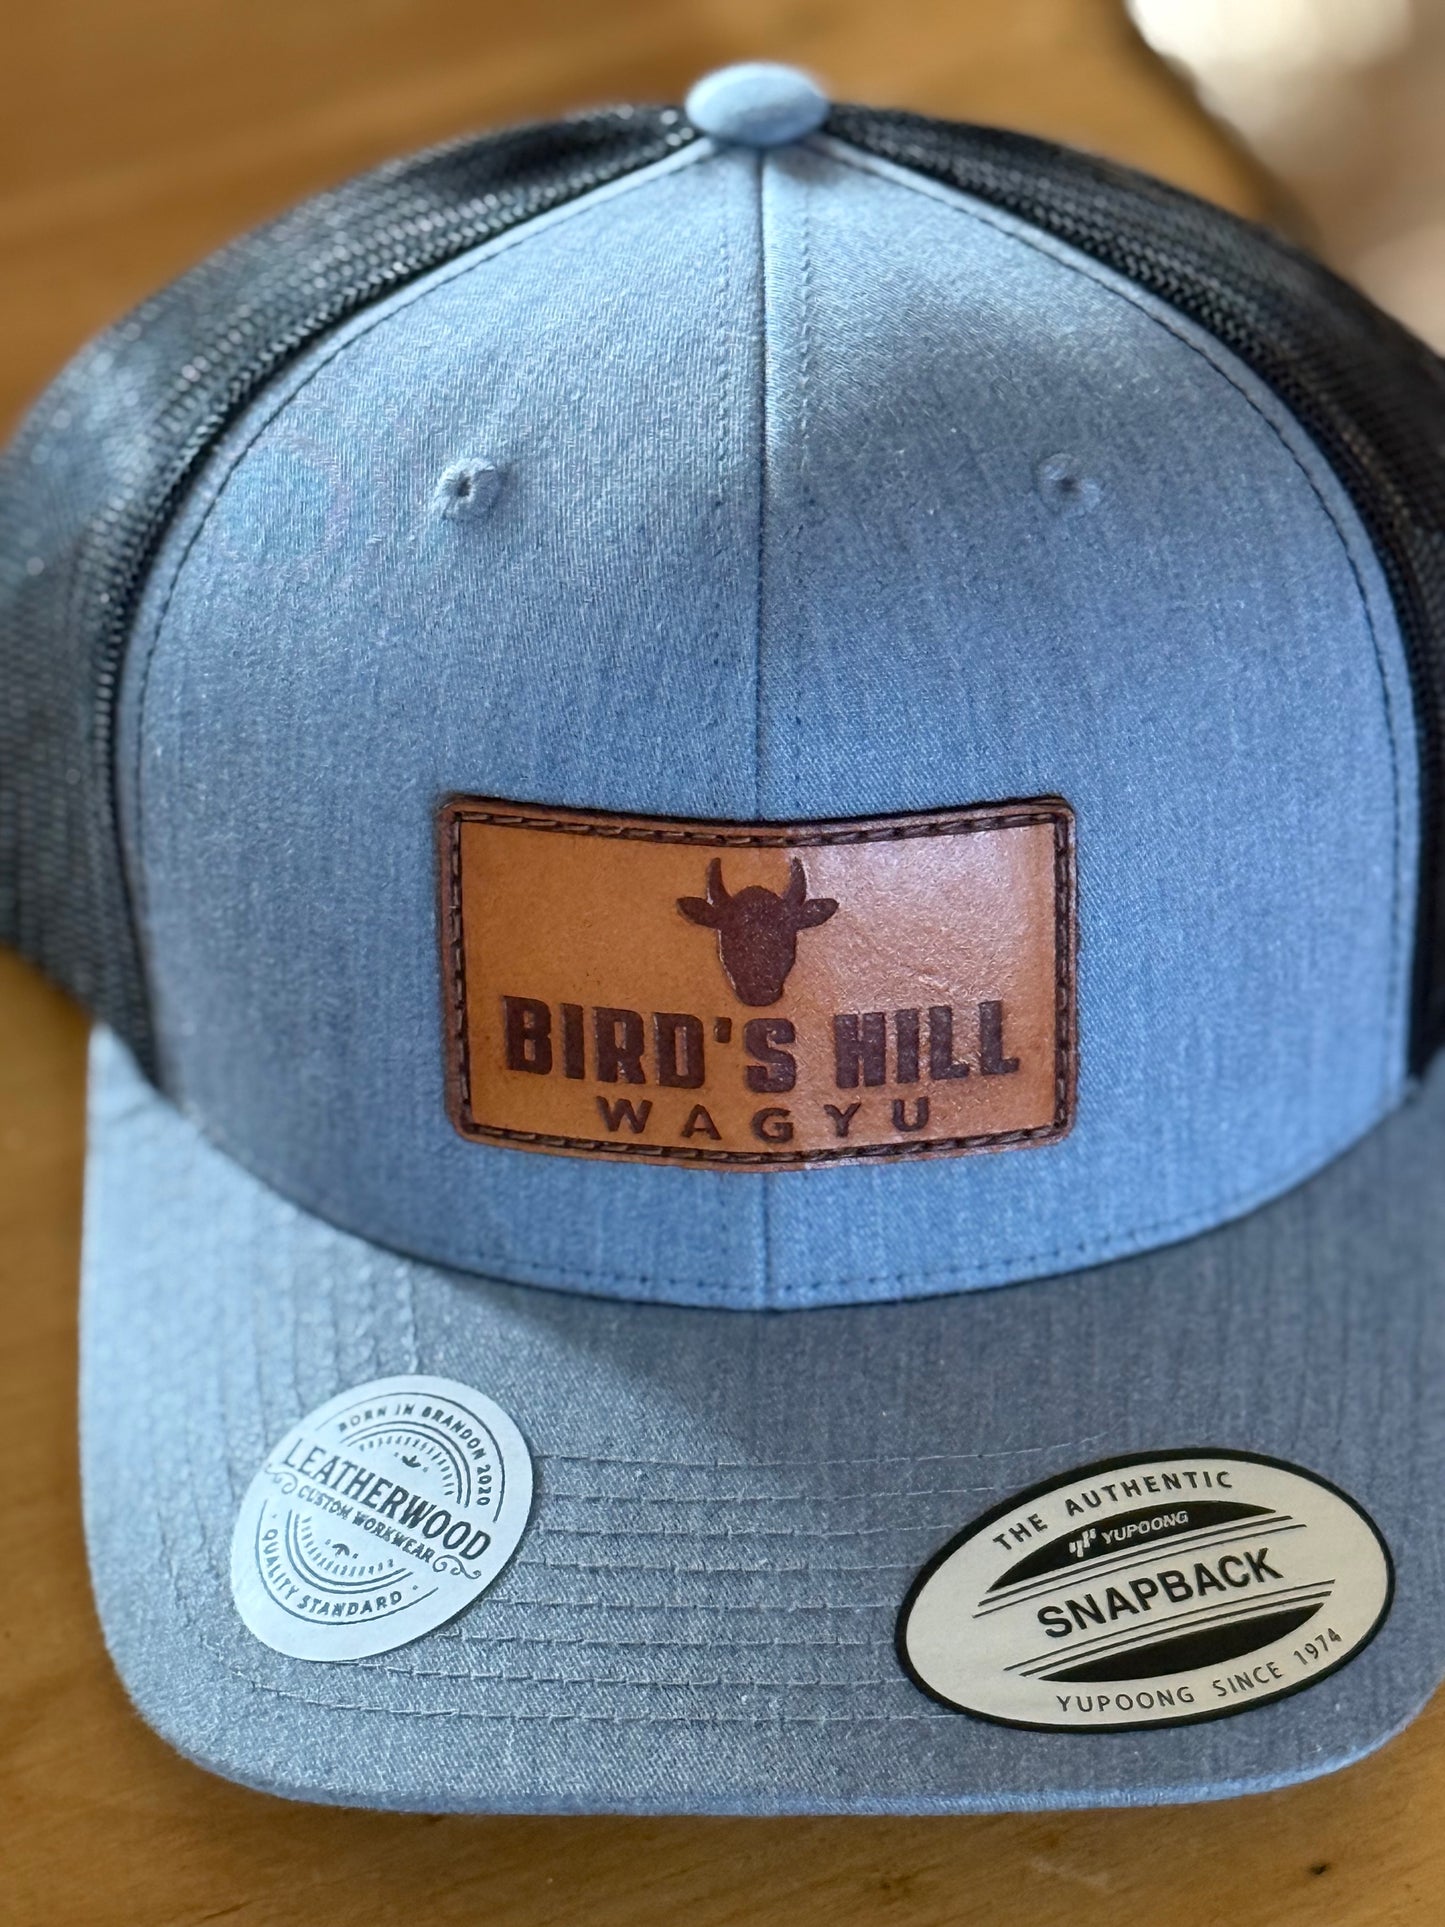 BIRD'S HILL
WAGYU
BORN IN BRANDON 2020
LEATHERWOOD
CUSTOM WORKWEAR
· QUALITY STANDARD ·
THE AUTHENTIC
YUPOONG
SNAPBACK
YUPOONG SINCE 1974